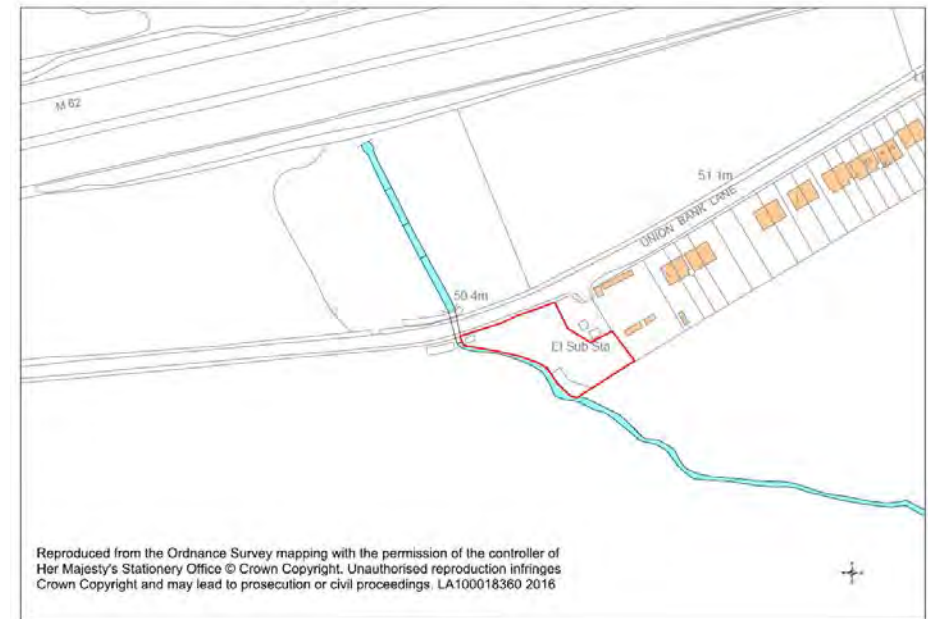 M 62
51.1m
UNION BANK LANE
50.4m
El Sub Sta
Reproduced from the Ordnance Survey mapping with the permission of the controller of
Her Majesty's Stationery Office © Crown Copyright. Unauthorised reproduction infringes
Crown Copyright and may lead to prosecution or civil proceedings. LA100018360 2016